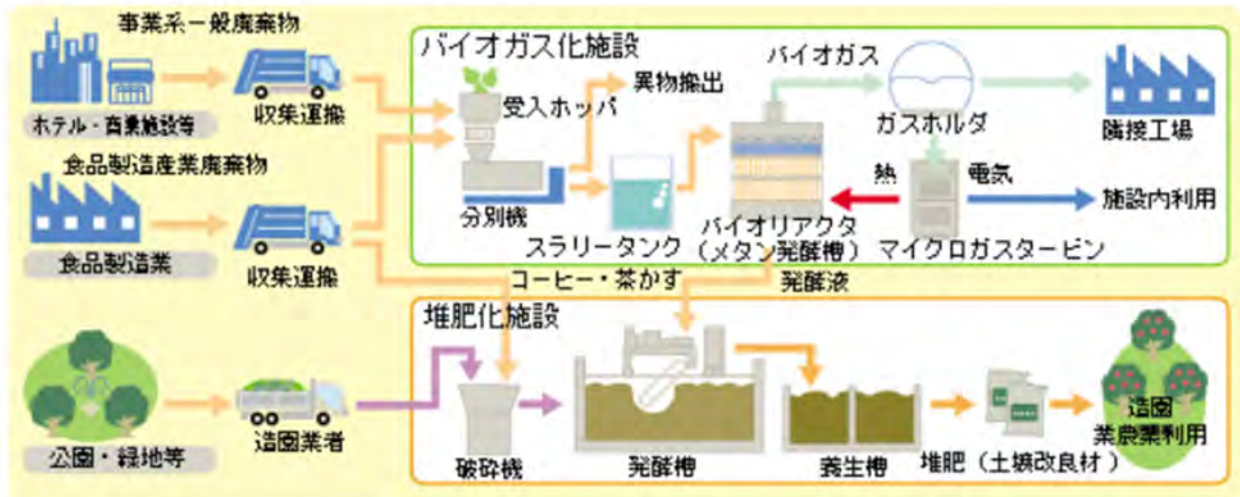 事業系一般廃棄物
ホテル・商業施設等
収集運搬
食品製造産業廃棄物
食品製造業
収集運搬
公園・緑地等
造園業者
バイオガス化施設
受入ホッパ
分別機
異物搬出
スラリータンク
バイオリアクタ
(メタン発酵槽)
バイオガス
ガスホルダ
隣接工場
熱
電気
施設内利用
マイクロガスタービン
コーヒー・茶かす
発酵液
堆肥化施設
破砕機
発酵槽
養生槽
堆肥(土壌改良材)
造園
業農業利用